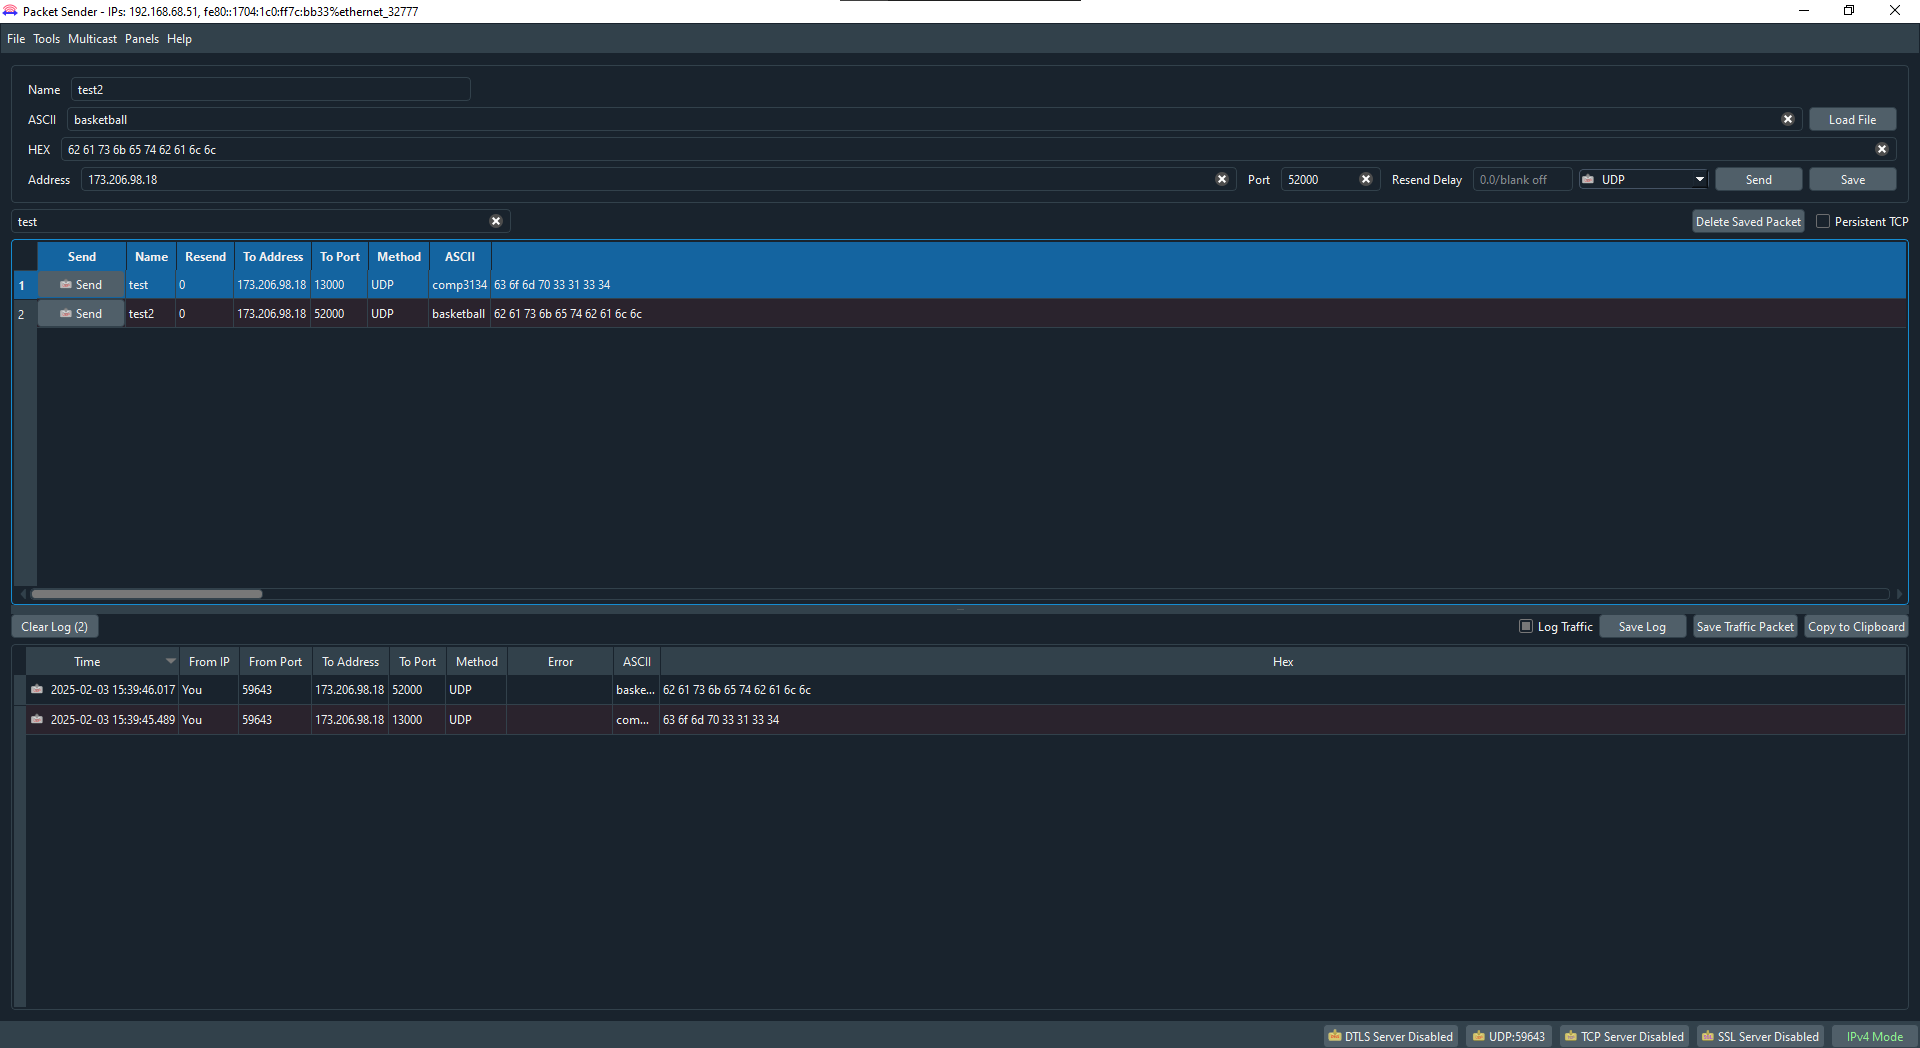 Packet Sender - IPs: 192.168.68.51, fe80::1704:1c0:ff7c:bb33%ethernet_32777
File Tools Multicast Panels Help
Name test2
ASCII basketball Load File
HEX 62 61 73 6b 65 74 62 61 6c 6c
Address 173.206.98.18 Port 52000 Resend Delay 0.0/blank off UDP Send Save
test Delete Saved Packet Persistent TCP
Send Name Resend To Address To Port Method ASCII
1 Send test 0 173.206.98.18 13000 UDP comp3134 63 6f 6d 70 33 31 33 34
2 Send test2 0 173.206.98.18 52000 UDP basketball 62 61 73 6b 65 74 62 61 6c 6c
Clear Log (2) Log Traffic Save Log Save Traffic Packet Copy to Clipboard
Time From IP From Port To Address To Port Method Error ASCII Hex
2025-02-03 15:39:46.017 You 59643 173.206.98.18 52000 UDP baske... 62 61 73 6b 65 74 62 61 6c 6c
2025-02-03 15:39:45.489 You 59643 173.206.98.18 13000 UDP com... 63 6f 6d 70 33 31 33 34
DTLS Server Disabled UDP:59643 TCP Server Disabled SSL Server Disabled IPv4 Mode